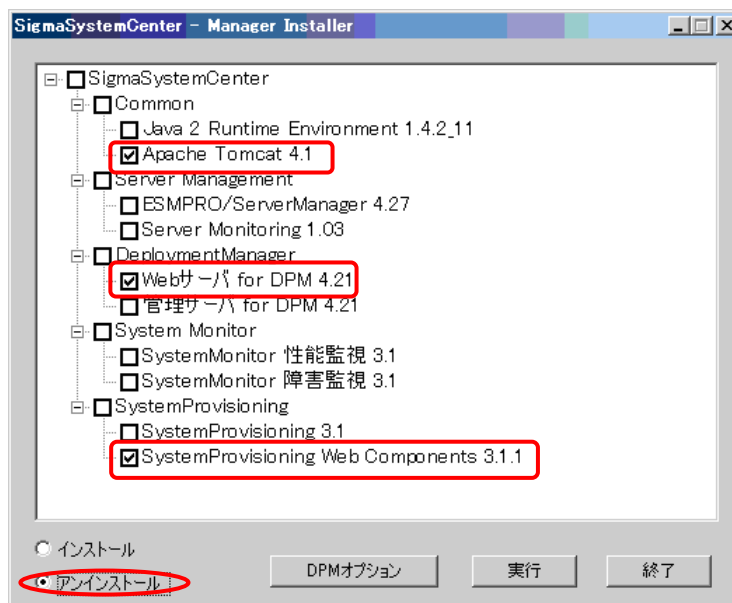 SigmaSystemCenter - Manager Installer
SigmaSystemCenter
Common
Java 2 Runtime Environment 1.4.2_11
Apache Tomcat 4.1
Server Management
ESMPRO/ServerManager 4.27
Server Monitoring 1.03
DeploymentManager
Webサーバ for DPM 4.21
管理サーバ for DPM 4.21
System Monitor
SystemMonitor 性能監視 3.1
SystemMonitor 障害監視 3.1
SystemProvisioning
SystemProvisioning 3.1
SystemProvisioning Web Components 3.1.1
インストール
アンインストール
DPMオプション
実行
終了